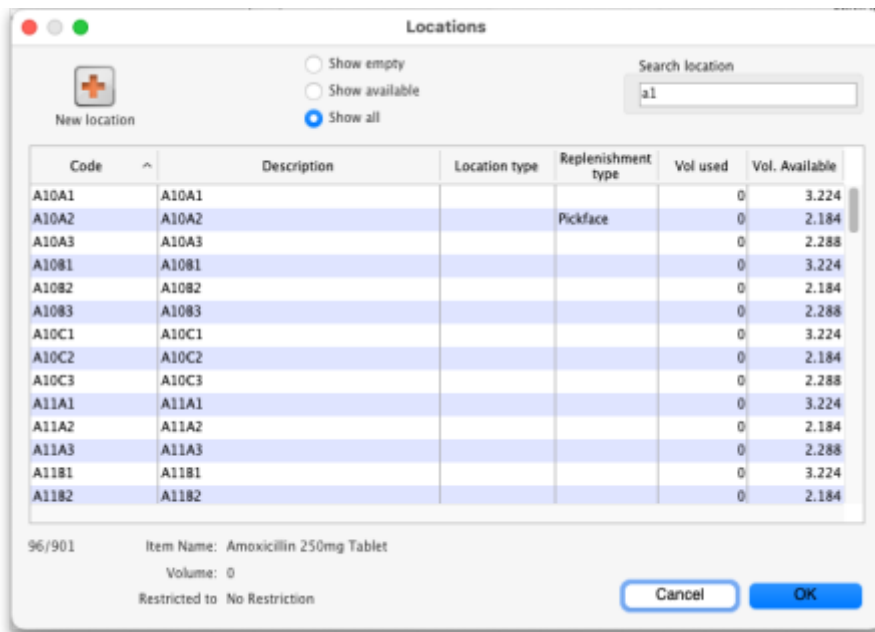 Locations
Show empty
Show available
Show all
New location
Search location
a1
Code Description Location type Replenishment type Vol used Vol. Available
A10A1 A10A1 0 3.224
A10A2 A10A2 Pickface 0 2.184
A10A3 A10A3 0 2.288
A10B1 A10B1 0 3.224
A10B2 A10B2 0 2.184
A10B3 A10B3 0 2.288
A10C1 A10C1 0 3.224
A10C2 A10C2 0 2.184
A10C3 A10C3 0 2.288
A11A1 A11A1 0 3.224
A11A2 A11A2 0 2.184
A11A3 A11A3 0 2.288
A11B1 A11B1 0 3.224
A11B2 A11B2 0 2.184
96/901 Item Name: Amoxicillin 250mg Tablet
Volume: 0
Restricted to No Restriction
Cancel OK